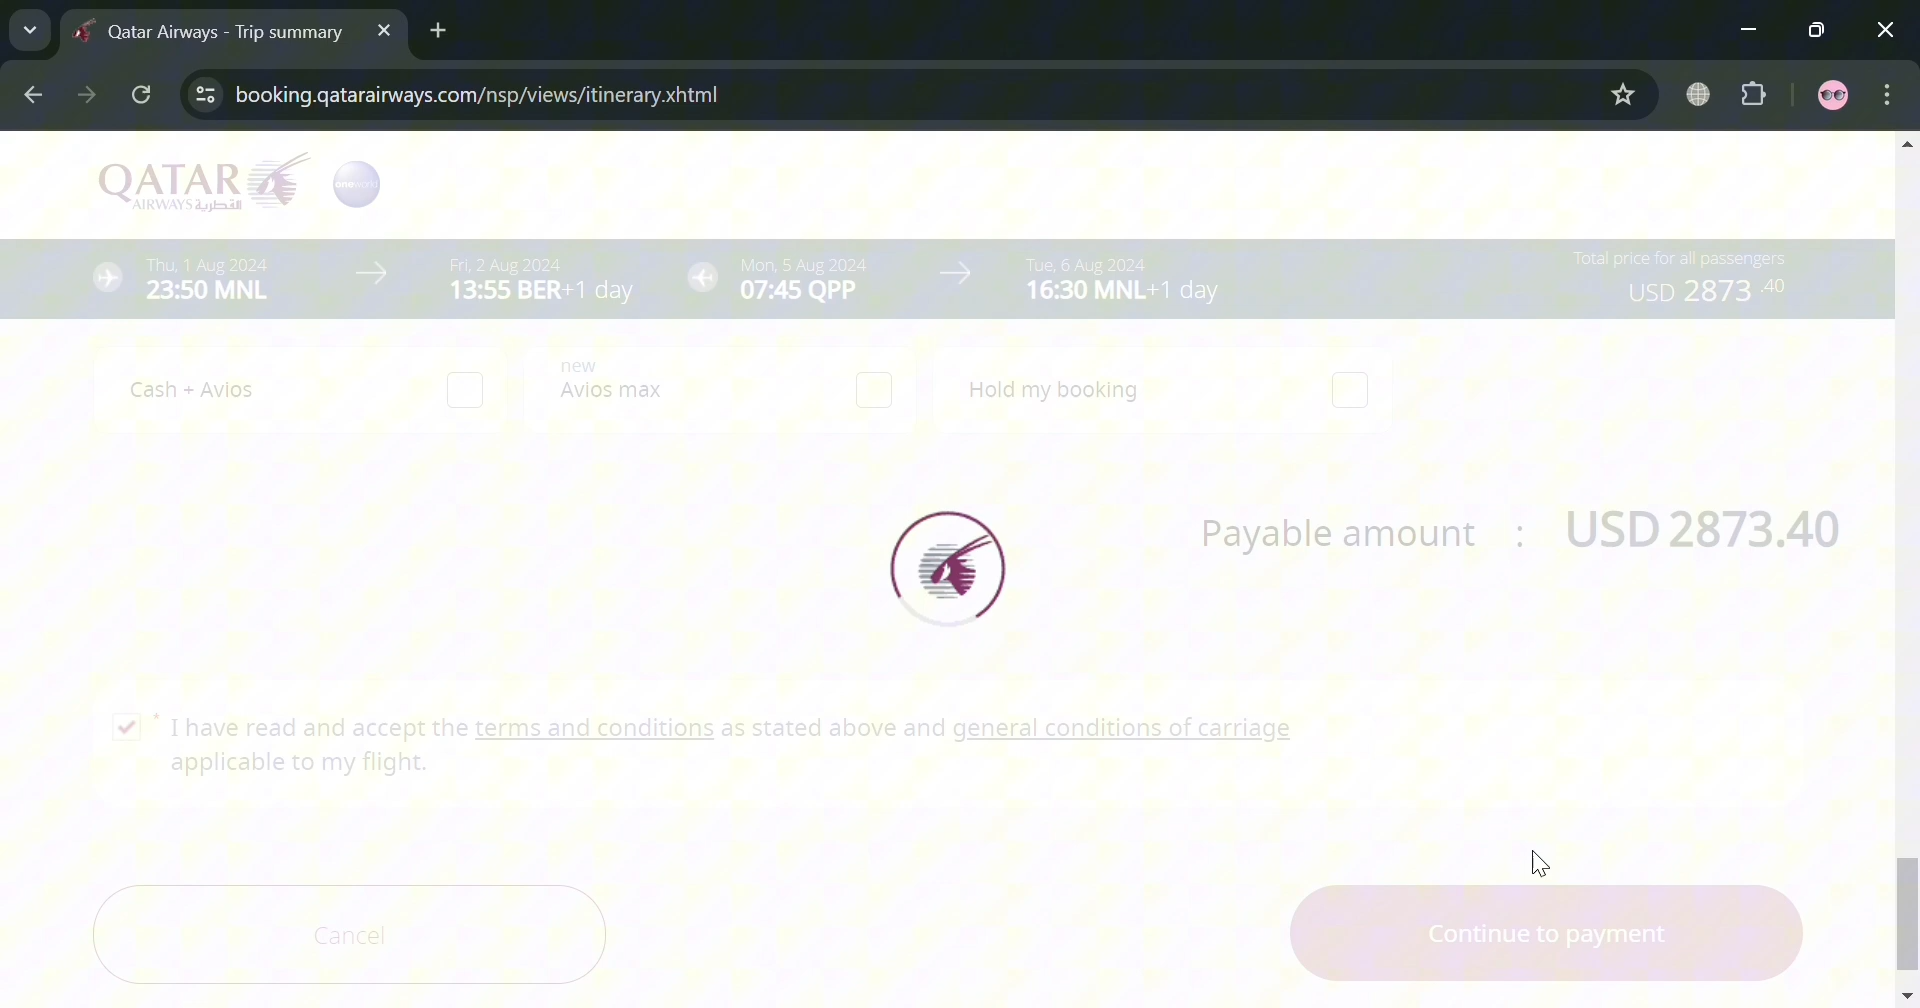 Qatar Airways - Trip summary
booking.qatarairways.com/nsp/views/itinerary.xhtml
QATAR
AIRWAYS القطرية
oneworld
Thu, 1 Aug 2024
23:50 MNL
Fri, 2 Aug 2024
13:55 BER+1 day
Mon, 5 Aug 2024
07:45 QPP
Tue, 6 Aug 2024
16:30 MNL+1 day
Total price for all passengers
USD 2873 .40
Cash + Avios
new
Avios max
Hold my booking
Payable amount : USD 2873.40
* I have read and accept the terms and conditions as stated above and general conditions of carriage
applicable to my flight.
Cancel
Continue to payment